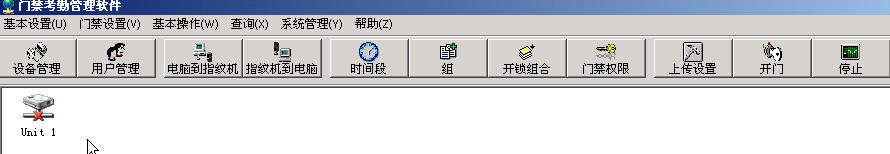 门禁考勤管理软件
基本设置(U) 门禁设置(V) 基本操作(W) 查询(X) 系统管理(Y) 帮助(Z)
设备管理 用户管理 电脑到指纹机 指纹机到电脑 时间段 组 开锁组合 门禁权限 上传设置 开门 停止
Unit 1